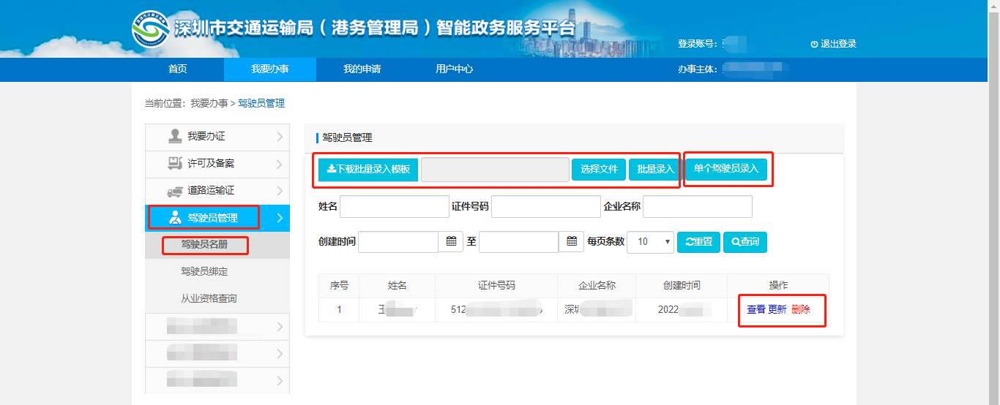 深圳市交通运输局（港务管理局）智能政务服务平台
登录账号： 退出登录
首页 我要办事 我的申请 用户中心 办事主体：
当前位置：我要办事 > 驾驶员管理
我要办证
许可及备案
道路运输证
驾驶员管理
驾驶员名册
驾驶员绑定
从业资格查询
驾驶员管理
下载批量录入模板 选择文件 批量录入 单个驾驶员录入
姓名 证件号码 企业名称
创建时间 至 每页条数 10 重置 查询
序号 姓名 证件号码 企业名称 创建时间 操作
1 王 512 深圳 2022 查看 更新 删除